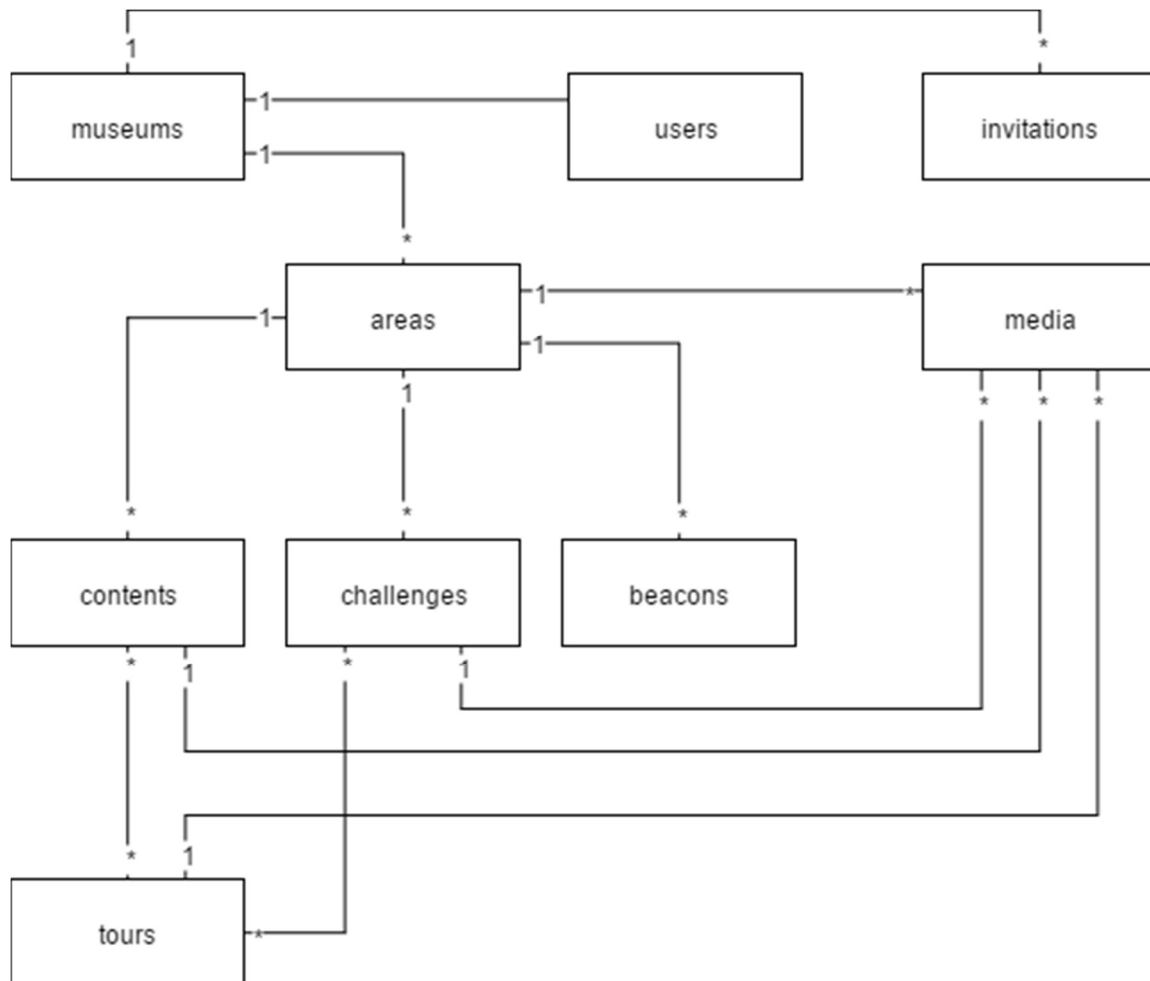 1
*
museums
users
invitations
1
1
*
areas
media
1
*
1
1
1
*
*
*
*
*
*
contents
challenges
beacons
*
1
*
1
*
1
tours
*